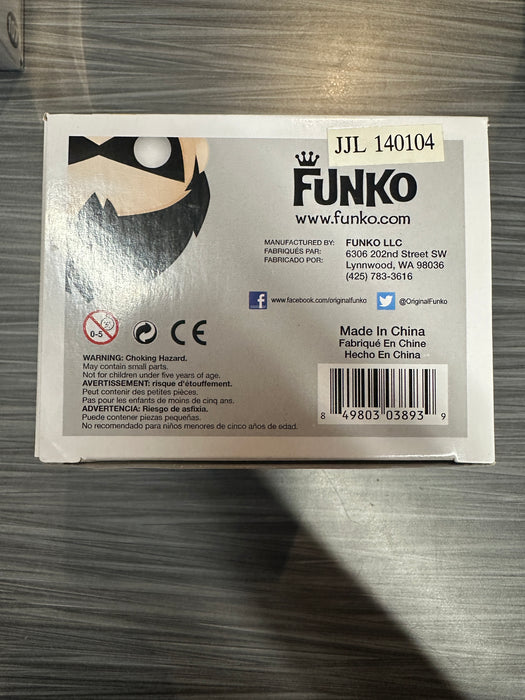 JJL 140104
FUNKO
www.funko.com
MANUFACTURED BY: FUNKO LLC
FABRIQUÉS PAR: 6306 202nd Street SW
FABRICADO POR: Lynnwood, WA 98036
(425) 783-3616
f www.facebook.com/originalfunko @OriginalFunko
0-5
CE
Made In China
Fabriqué En Chine
Hecho En China
WARNING: Choking Hazard.
May contain small parts.
Not for children under five years of age.
AVERTISSEMENT: risque d'étouffement.
Peut contenir des petites pièces.
Pas pour les enfants de moins de cinq ans.
ADVERTENCIA: Riesgo de asfixia.
Puede contener piezas pequeñas.
No recomendado para niños menores de cinco años de edad.
8 49803 03893 9